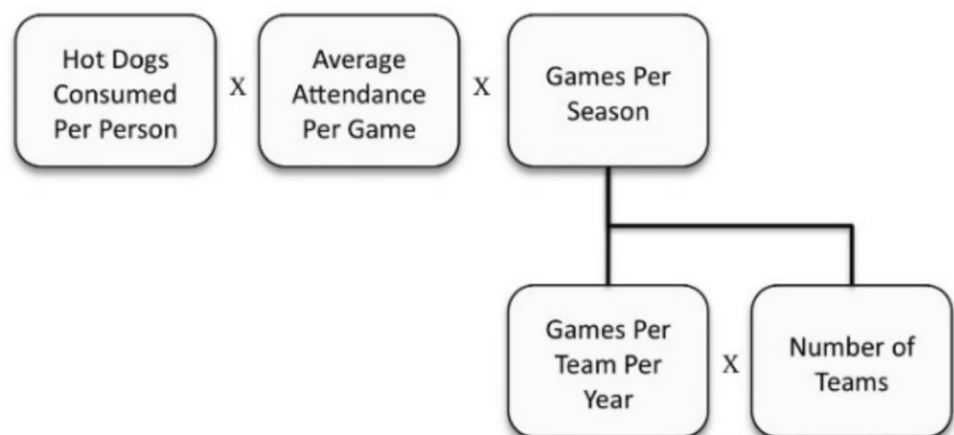 Hot Dogs
Consumed
Per Person
X
Average
Attendance
Per Game
X
Games Per
Season
Games Per
Team Per
Year
X
Number of
Teams